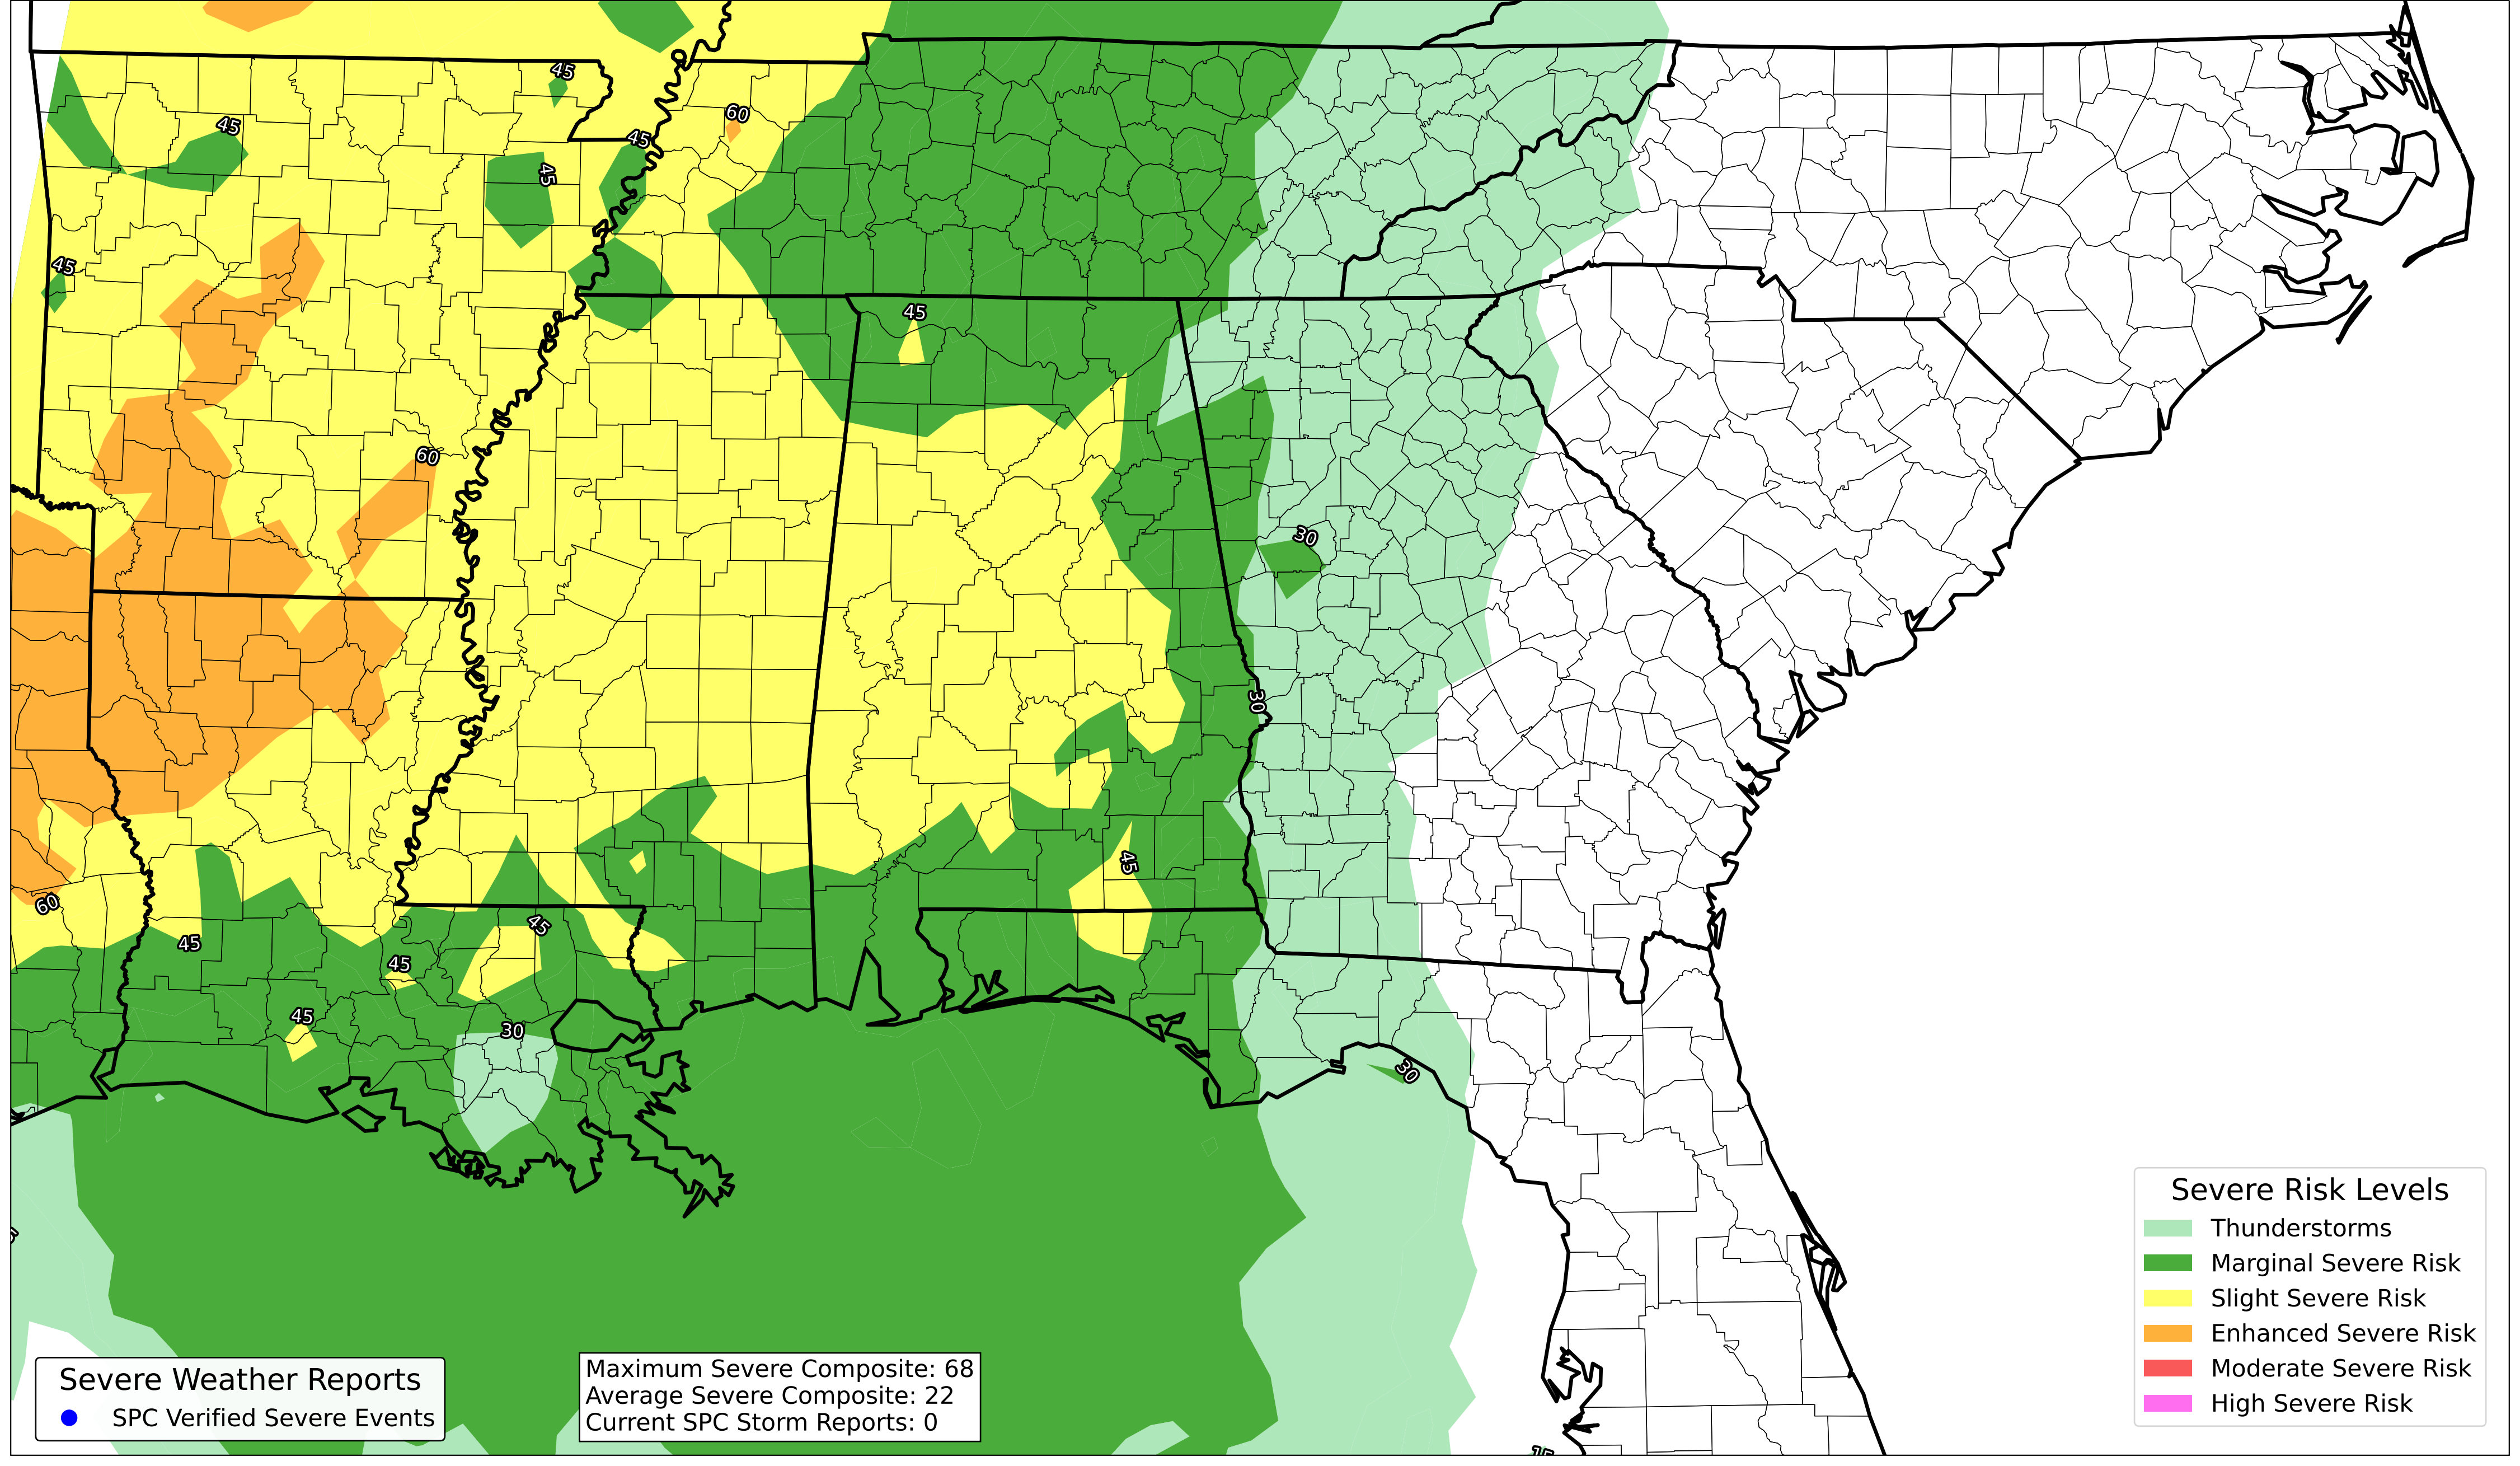 45
60
45
45
45
45
45
60
30
30
45
60
45
45
45
45
30
30
Severe Risk Levels
Thunderstorms
Marginal Severe Risk
Slight Severe Risk
Enhanced Severe Risk
Moderate Severe Risk
High Severe Risk
Severe Weather Reports
SPC Verified Severe Events
Maximum Severe Composite: 68
Average Severe Composite: 22
Current SPC Storm Reports: 0